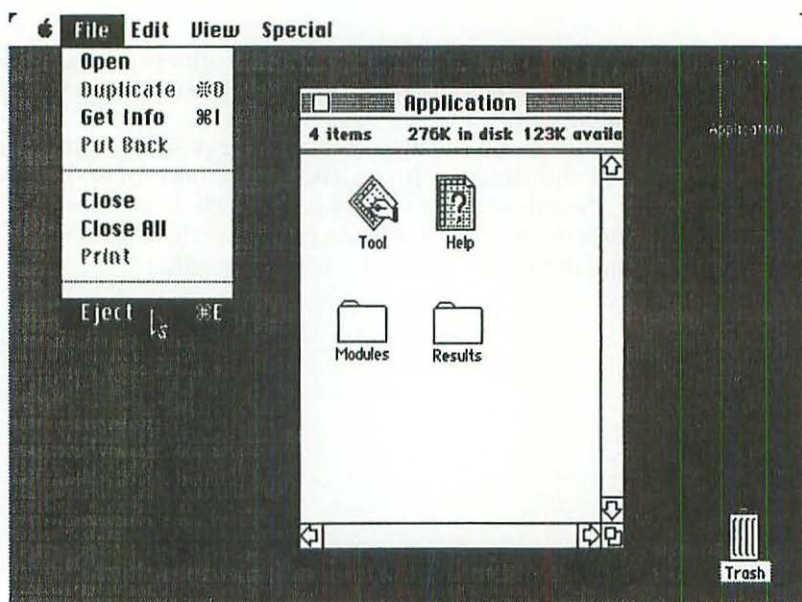 File Edit View Special
Open
Duplicate ⌘D
Get Info ⌘I
Put Back
Close
Close All
Print
Eject ⌘E
Application
4 items 276K in disk 123K availa
Tool
Help
Modules
Results
Application
Trash